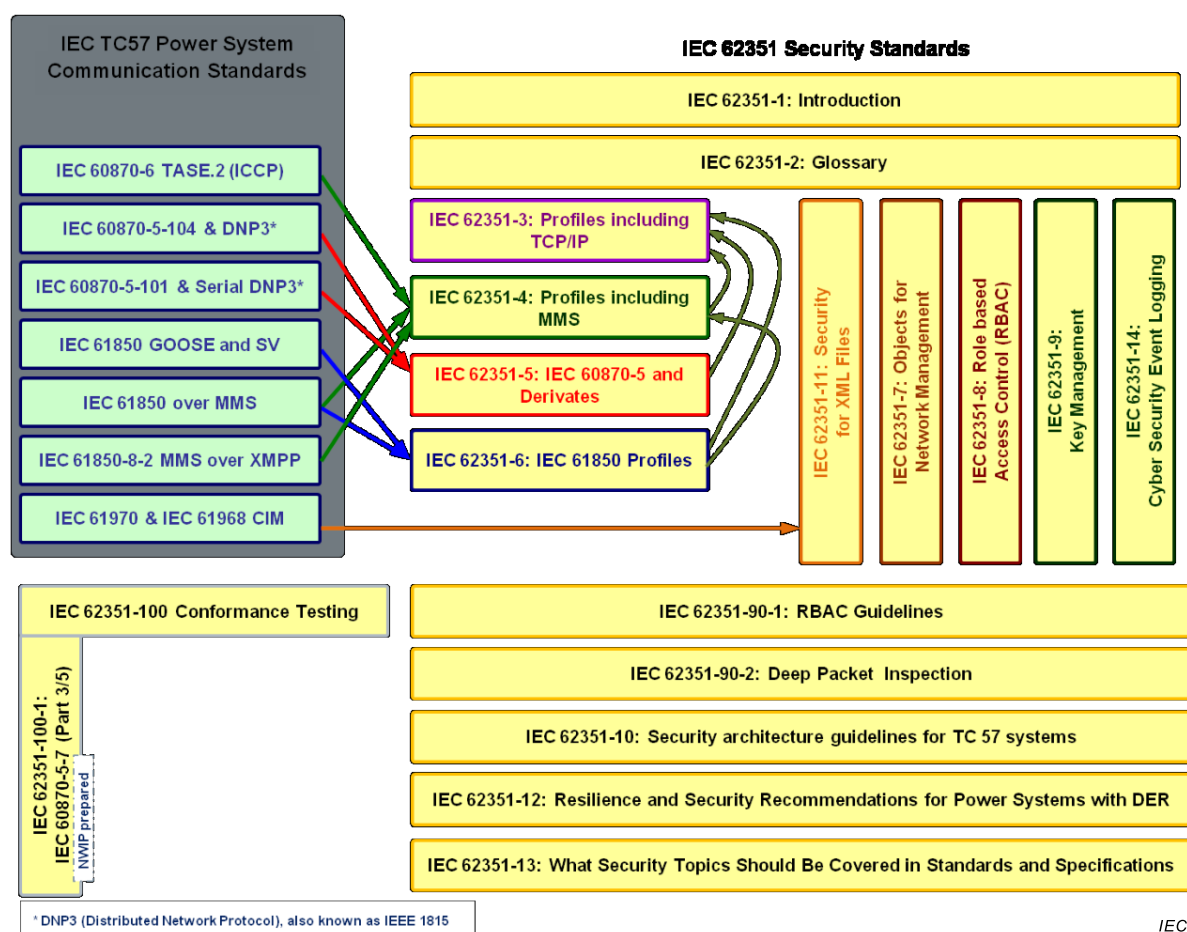 IEC TC57 Power System
Communication Standards
IEC 60870-6 TASE.2 (ICCP)
IEC 60870-5-104 & DNP3*
IEC 60870-5-101 & Serial DNP3*
IEC 61850 GOOSE and SV
IEC 61850 over MMS
IEC 61850-8-2 MMS over XMPP
IEC 61970 & IEC 61968 CIM
IEC 62351 Security Standards
IEC 62351-1: Introduction
IEC 62351-2: Glossary
IEC 62351-3: Profiles including
TCP/IP
IEC 62351-4: Profiles including
MMS
IEC 62351-5: IEC 60870-5 and
Derivates
IEC 62351-6: IEC 61850 Profiles
IEC 62351-11: Security
for XML Files
IEC 62351-7: Objects for
Network Management
IEC 62351-8: Role based
Access Control (RBAC)
IEC 62351-9:
Key Management
IEC 62351-14:
Cyber Security Event Logging
IEC 62351-100 Conformance Testing
IEC 62351-100-1:
IEC 60870-5-7 (Part 3/5)
NWIP prepared
IEC 62351-90-1: RBAC Guidelines
IEC 62351-90-2: Deep Packet Inspection
IEC 62351-10: Security architecture guidelines for TC 57 systems
IEC 62351-12: Resilience and Security Recommendations for Power Systems with DER
IEC 62351-13: What Security Topics Should Be Covered in Standards and Specifications
* DNP3 (Distributed Network Protocol), also known as IEEE 1815
IEC